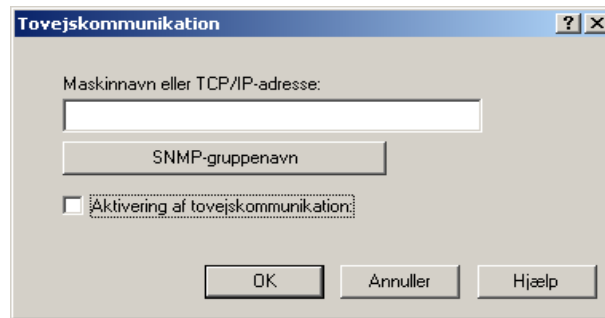 Tovejskommunikation
Maskinnavn eller TCP/IP-adresse:
SNMP-gruppenavn
Aktivering af tovejskommunikation:
OK Annuller Hjælp